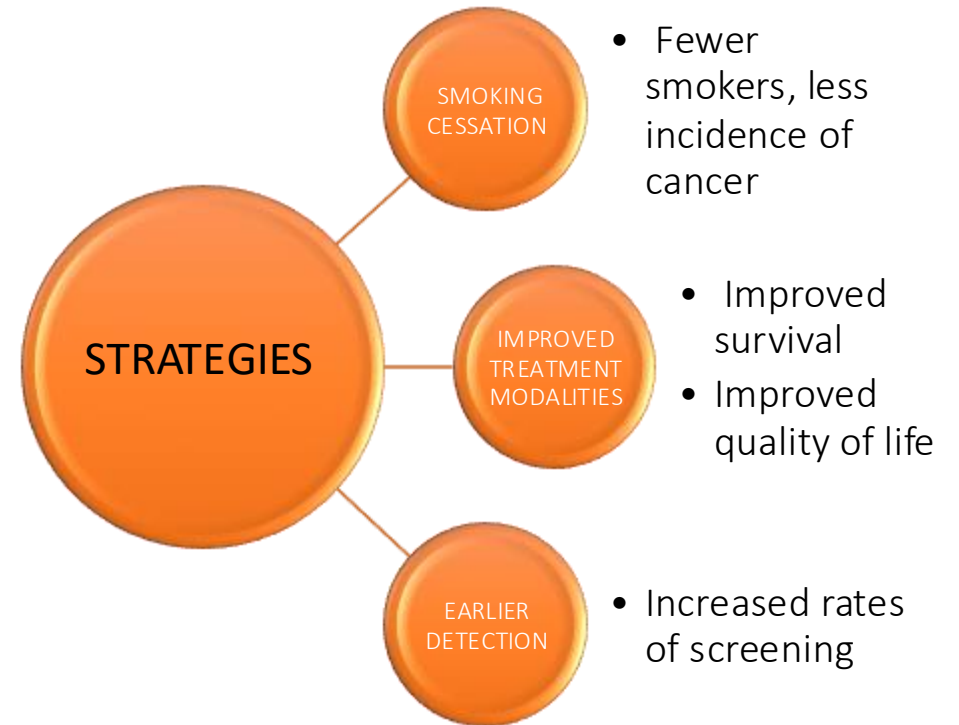 STRATEGIES
SMOKING
CESSATION
• Fewer
smokers, less
incidence of
cancer
IMPROVED
TREATMENT
MODALITIES
• Improved
survival
• Improved
quality of life
EARLIER
DETECTION
• Increased rates
of screening